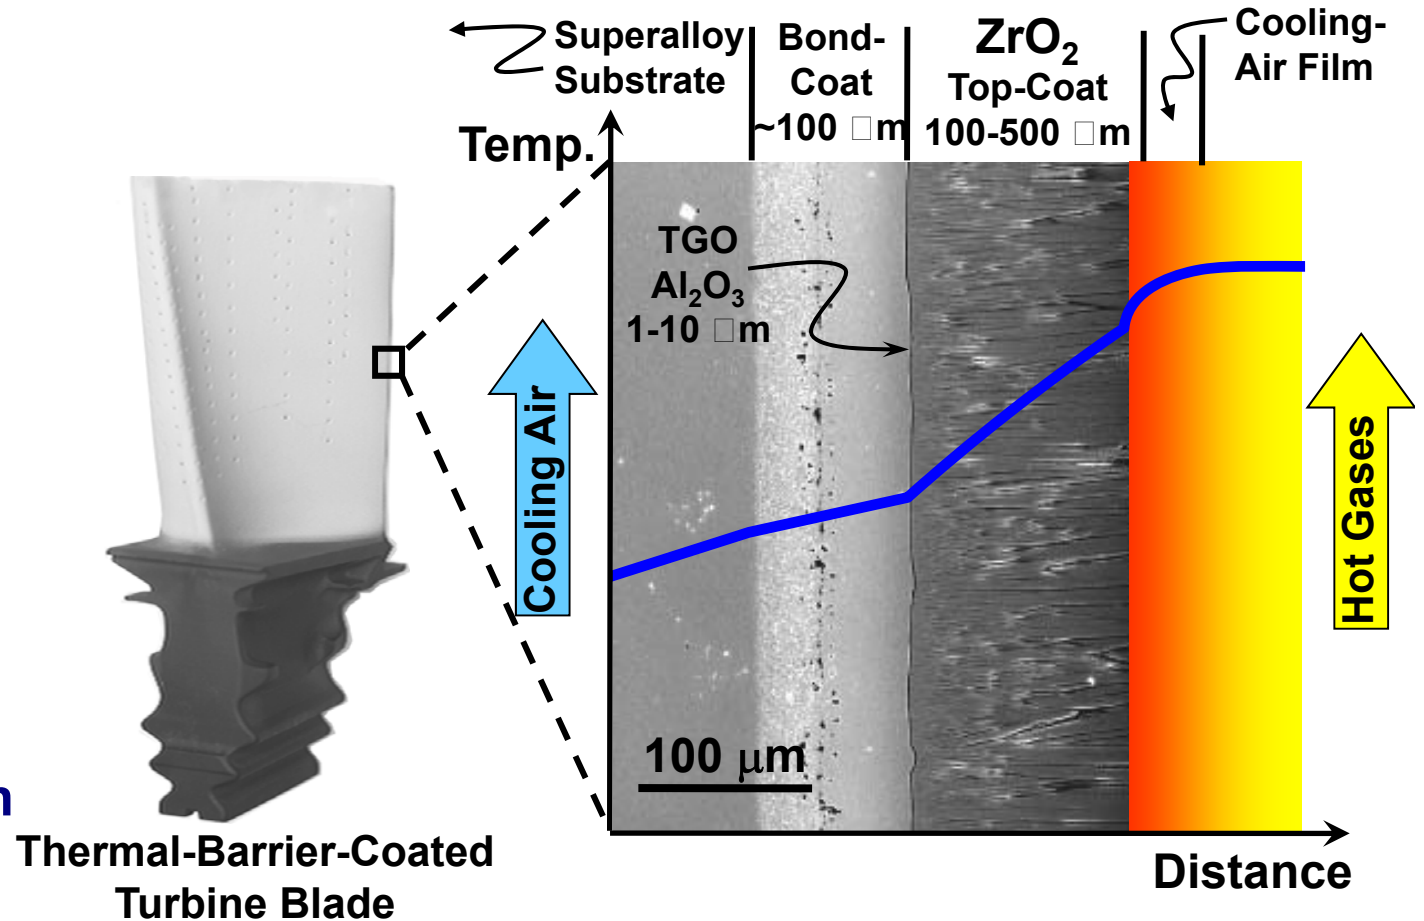 Superalloy
Substrate
Bond-
Coat
~100 □m
ZrO₂
Top-Coat
100-500 □m
Cooling-
Air Film
Temp.
TGO
Al₂O₃
1-10 □m
Cooling Air
Hot Gases
100 μm
Distance
n
Thermal-Barrier-Coated
Turbine Blade